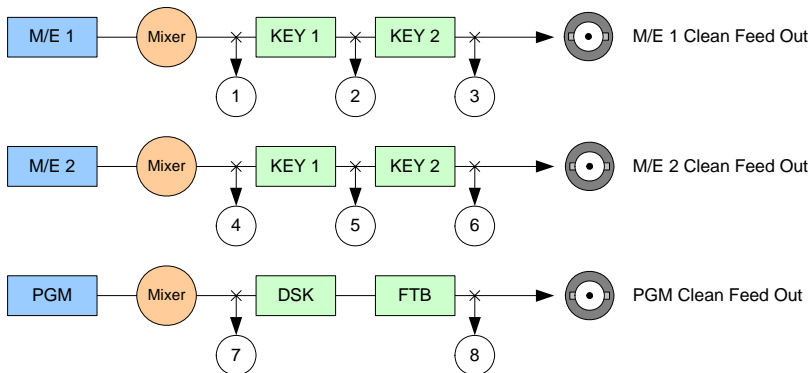 M/E 1 Mixer KEY 1 KEY 2 M/E 1 Clean Feed Out
1 2 3
M/E 2 Mixer KEY 1 KEY 2 M/E 2 Clean Feed Out
4 5 6
PGM Mixer DSK FTB PGM Clean Feed Out
7 8